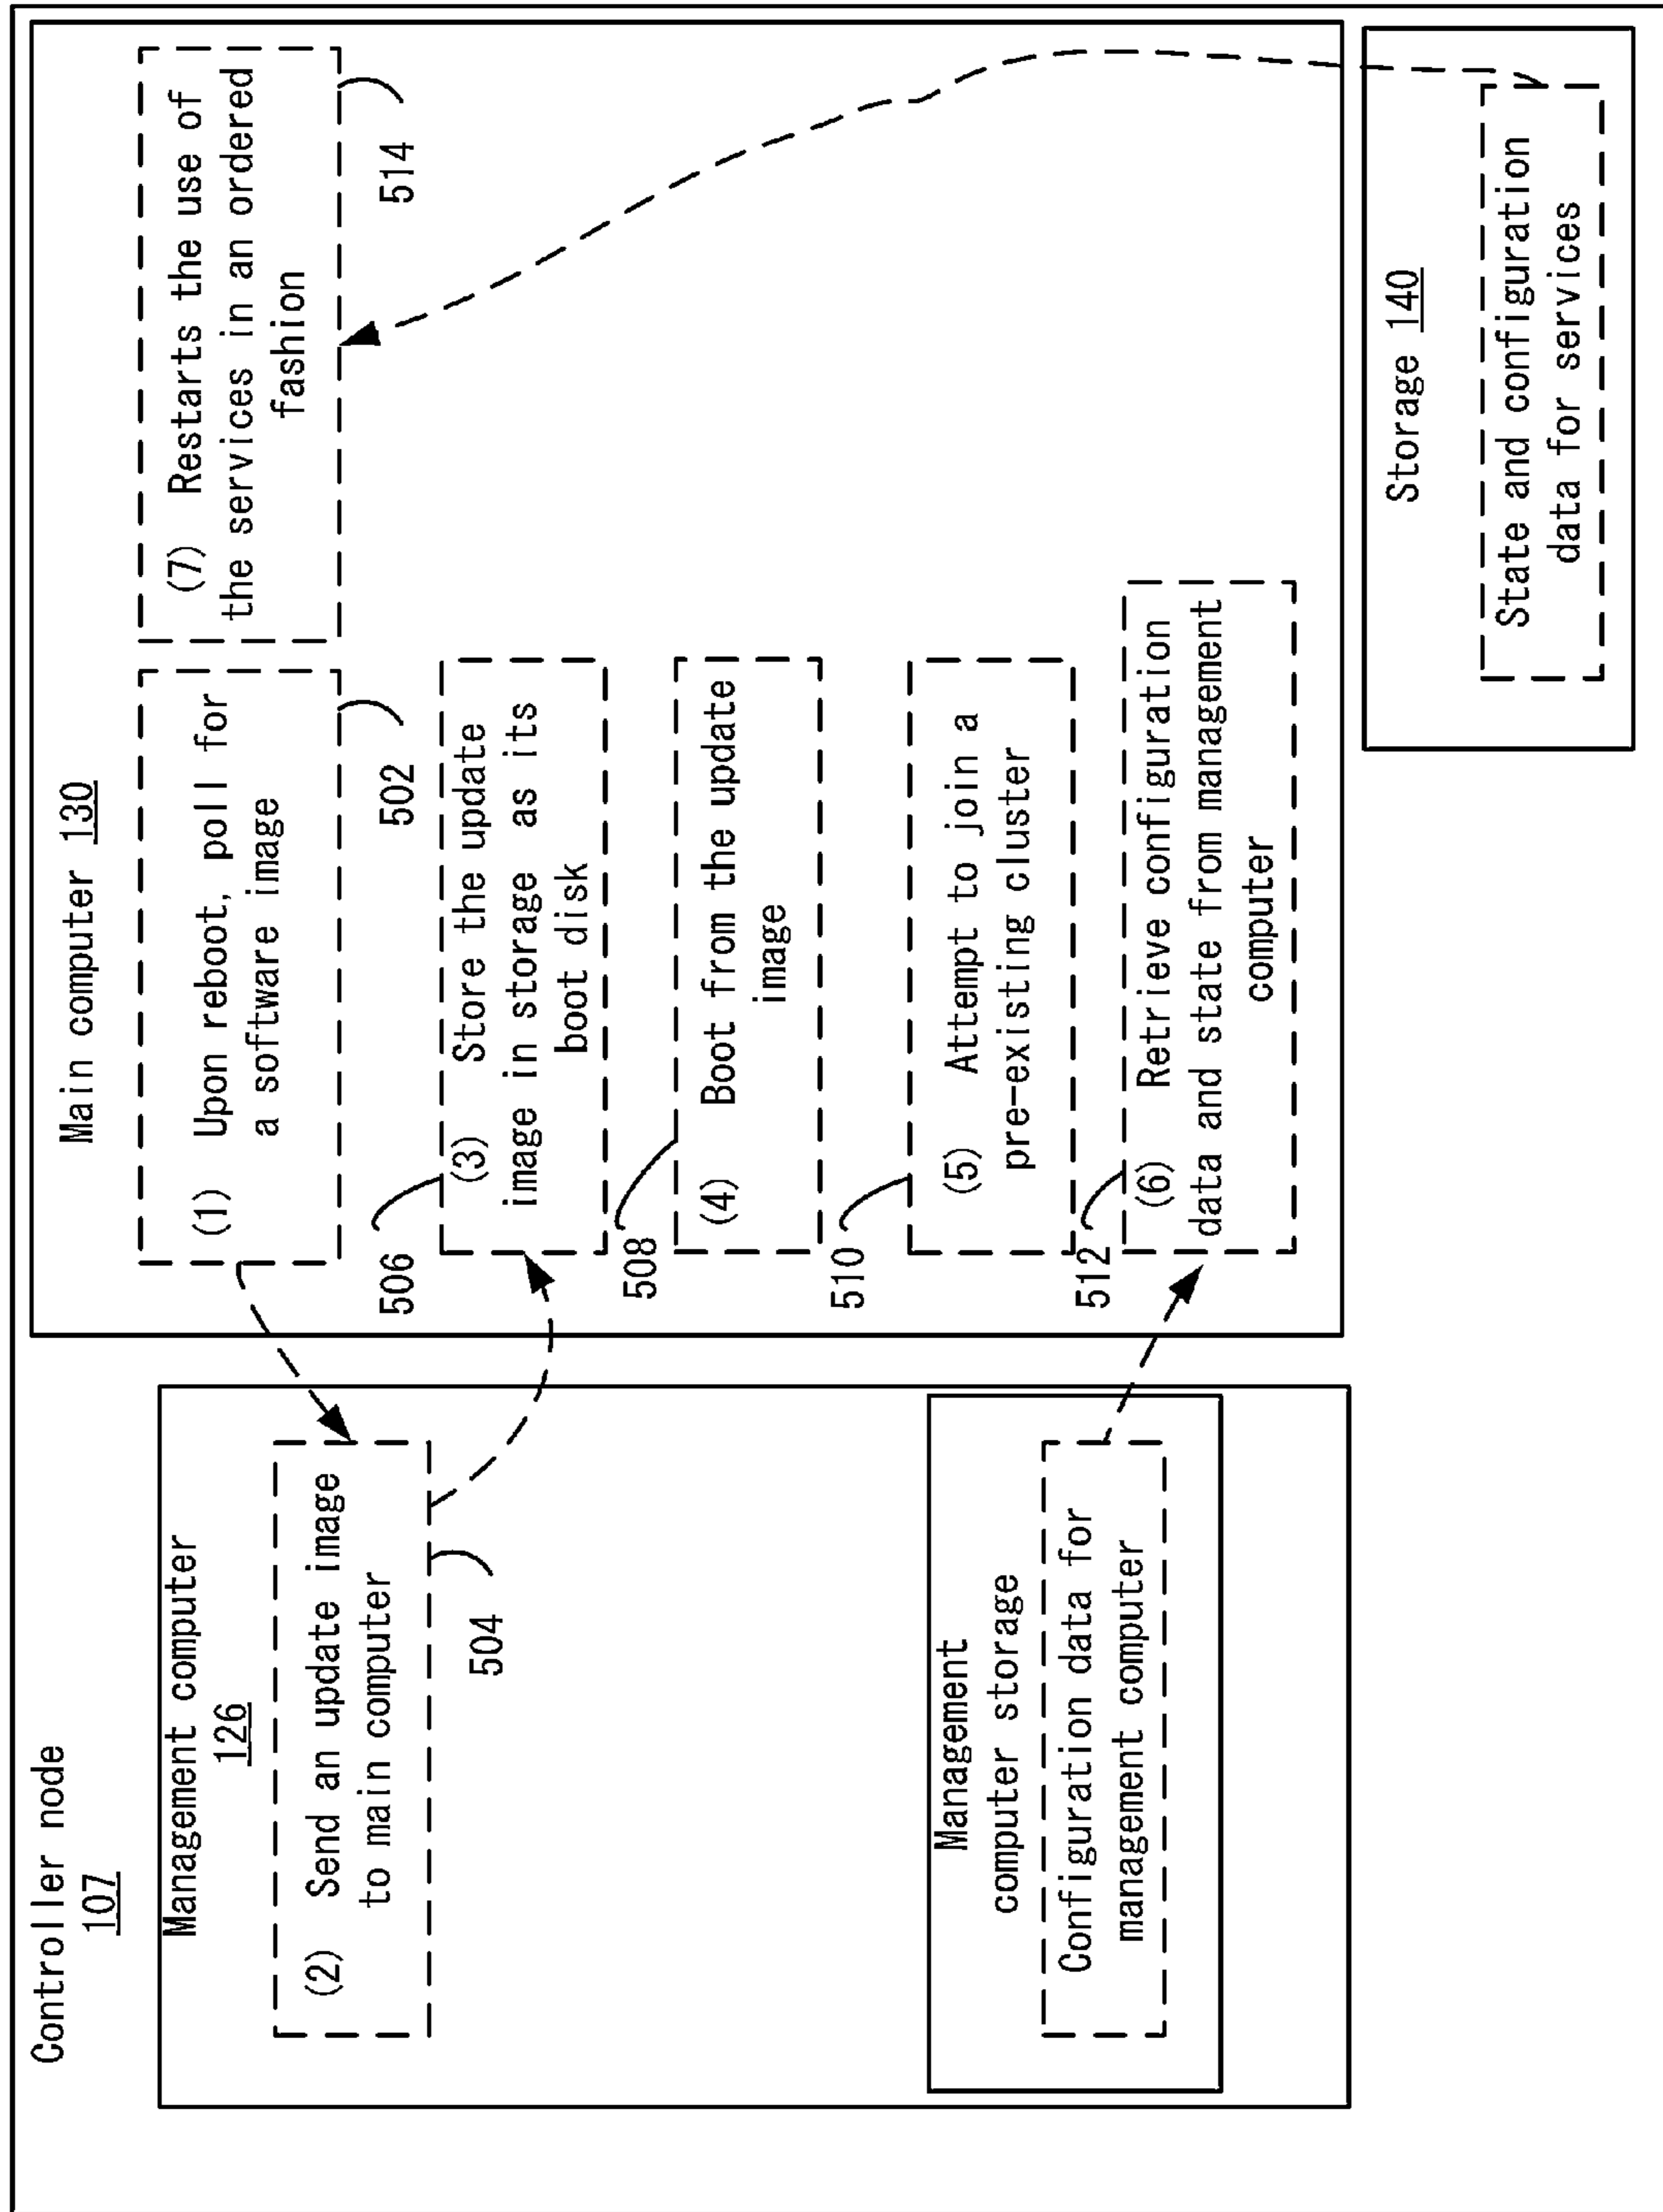 Controller node
107
Management computer
126
(2) Send an update image
to main computer
504
Management
computer storage
Configuration data for
management computer
Main computer 130
(1) Upon reboot, poll for
a software image
502
506
(3) Store the update
image in storage as its
boot disk
508
(4) Boot from the update
image
510
(5) Attempt to join a
pre-existing cluster
512
(6) Retrieve configuration
data and state from management
computer
(7) Restarts the use of
the services in an ordered
fashion
514
Storage 140
State and configuration
data for services